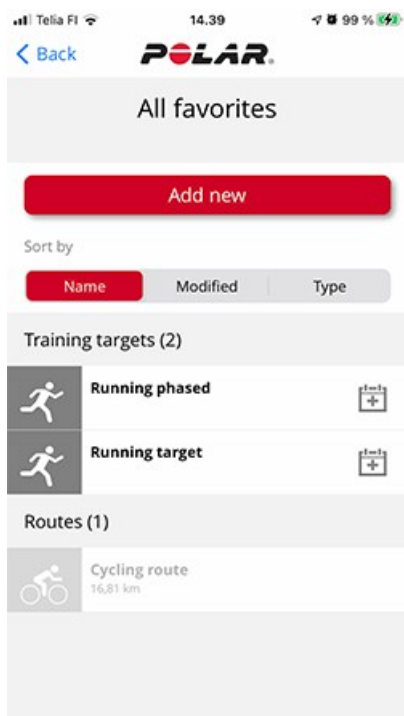 Telia FI 14.39 99 %
Back POLAR.
All favorites
Add new
Sort by
Name Modified Type
Training targets (2)
Running phased
Running target
Routes (1)
Cycling route
16,81 km